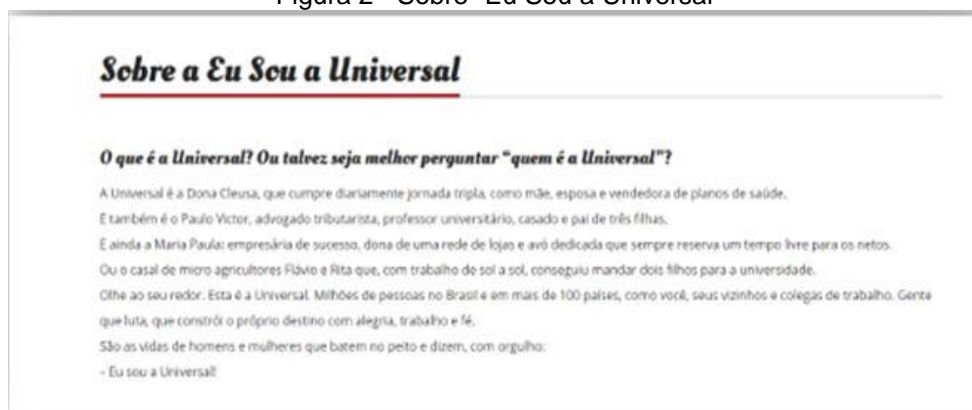 Figura 2 - Sobre "Eu Sou a Universal"
Sobre a Eu Sou a Universal
O que é a Universal? Ou talvez seja melhor perguntar "quem é a Universal"?
A Universal é a Dona Cleusa, que cumpre diariamente jornada tripla, como mãe, esposa e vendedora de planos de saúde.
E também é o Paulo Victor, advogado tributarista, professor universitário, casado e pai de três filhas.
E ainda a Maria Paula: empresária de sucesso, dona de uma rede de lojas e avó dedicada que sempre reserva um tempo livre para os netos.
Ou o casal de micro agricultores Flávio e Rita que, com trabalho de sol a sol, conseguiu mandar dois filhos para a universidade.
Olhe ao seu redor. Esta é a Universal. Milhões de pessoas no Brasil e em mais de 100 países, como você, seus vizinhos e colegas de trabalho. Gente
que luta, que constrói o próprio destino com alegria, trabalho e fé.
São as vidas de homens e mulheres que batem no peito e dizem, com orgulho:
- Eu sou a Universal!